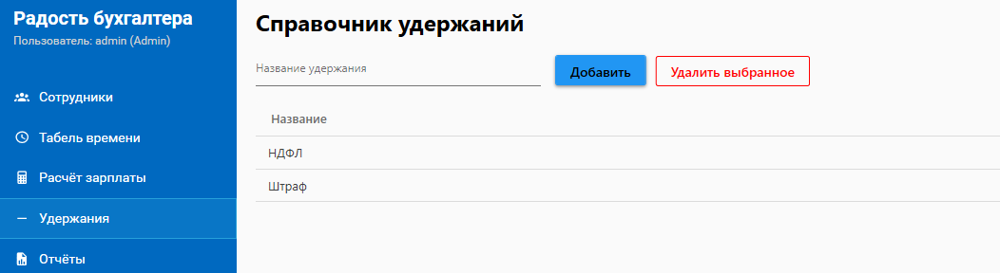 Радость бухгалтера
Пользователь: admin (Admin)
Сотрудники
Табель времени
Расчёт зарплаты
Удержания
Отчёты
Справочник удержаний
Название удержания
Добавить
Удалить выбранное
Название
НДФЛ
Штраф